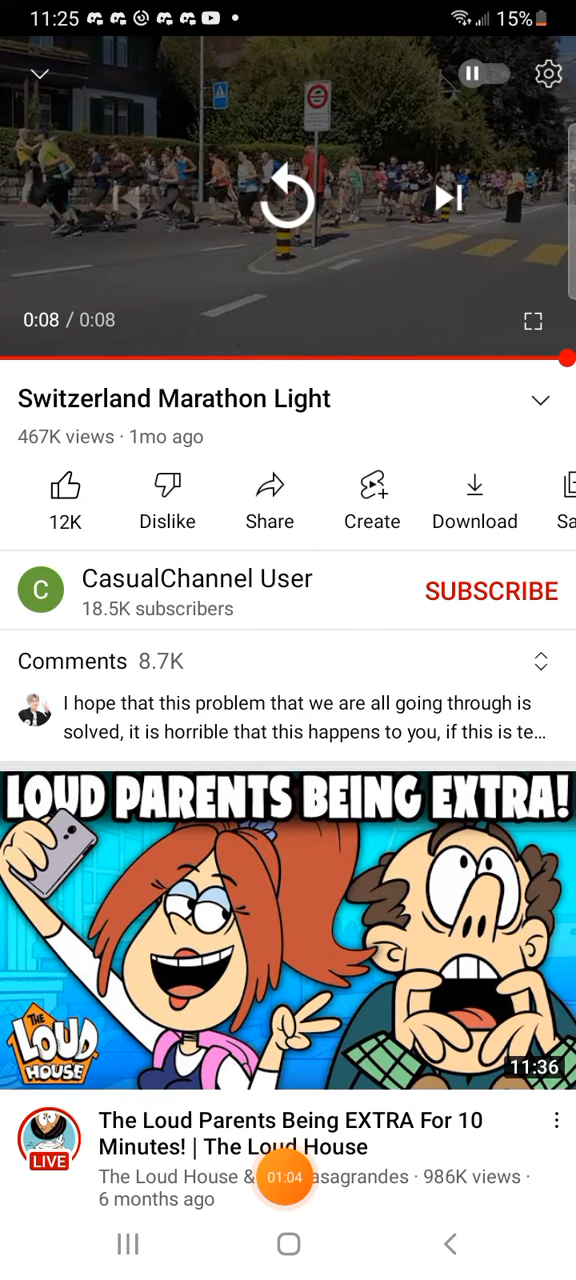 11:25
15%
0:08 / 0:08
Switzerland Marathon Light
467K views · 1mo ago
12K
Dislike
Share
Create
Download
Sa
C
CasualChannel User
18.5K subscribers
SUBSCRIBE
Comments 8.7K
I hope that this problem that we are all going through is
solved, it is horrible that this happens to you, if this is te...
LOUD PARENTS BEING EXTRA!
THE
LOUD
HOUSE
11:36
The Loud Parents Being EXTRA For 10
Minutes! | The Loud House
LIVE
The Loud House & asagrandes · 986K views ·
6 months ago
01:04